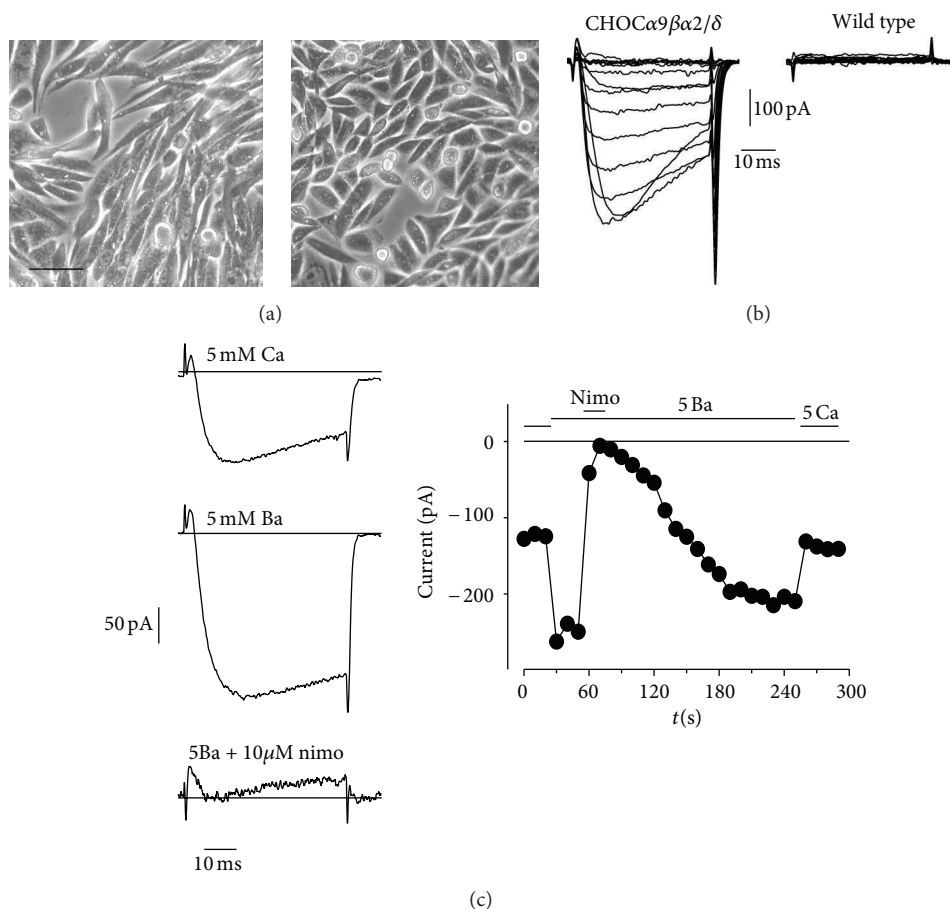 CHOCα9βα2/δ
Wild type
100 pA
10 ms
(a)
(b)
5 mM Ca
5 mM Ba
50 pA
5Ba + 10μM nimo
10 ms
Nimo
5 Ba
5 Ca
0
−100
−200
Current (pA)
0 60 120 180 240 300
t(s)
(c)